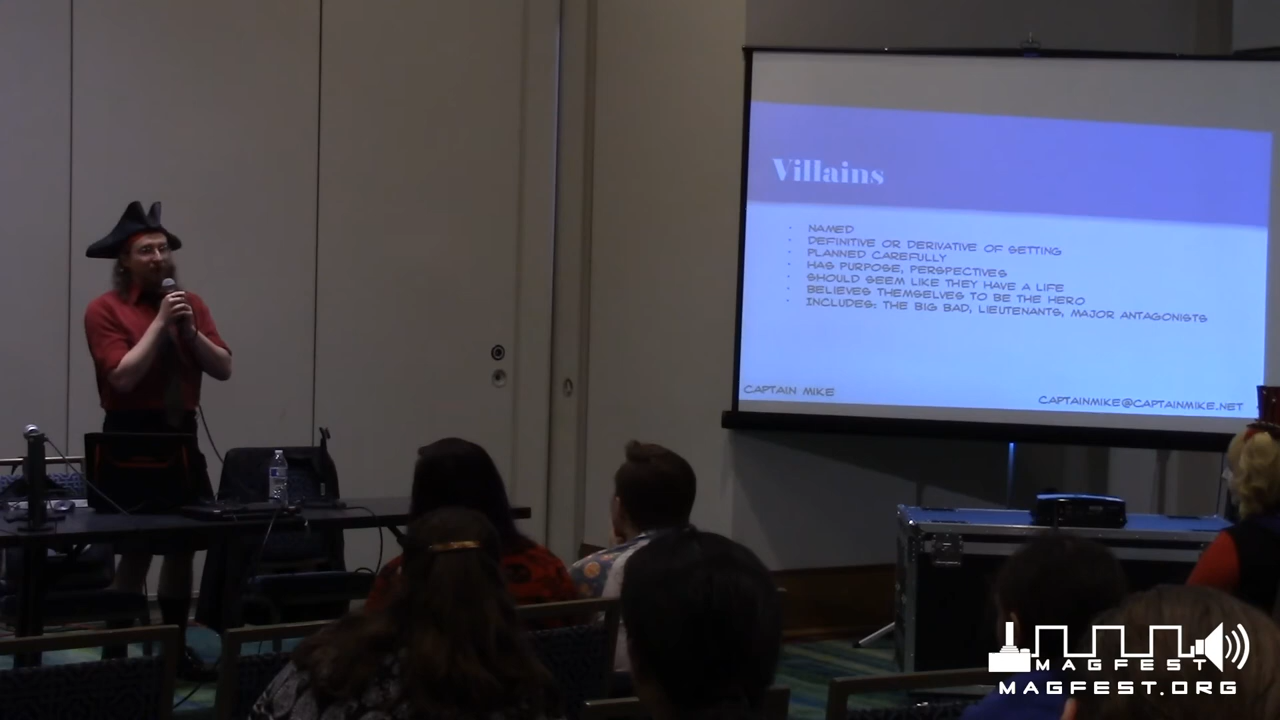 Villains
· NAMED
· DEFINITIVE OR DERIVATIVE OF SETTING
· PLANNED CAREFULLY
· HAS PURPOSE, PERSPECTIVES
· SHOULD SEEM LIKE THEY HAVE A LIFE
· BELIEVES THEMSELVES TO BE THE HERO
· INCLUDES: THE BIG BAD, LIEUTENANTS, MAJOR ANTAGONISTS
CAPTAIN MIKE
CAPTAINMIKE@CAPTAINMIKE.NET
MAGFEST
MAGFEST.ORG